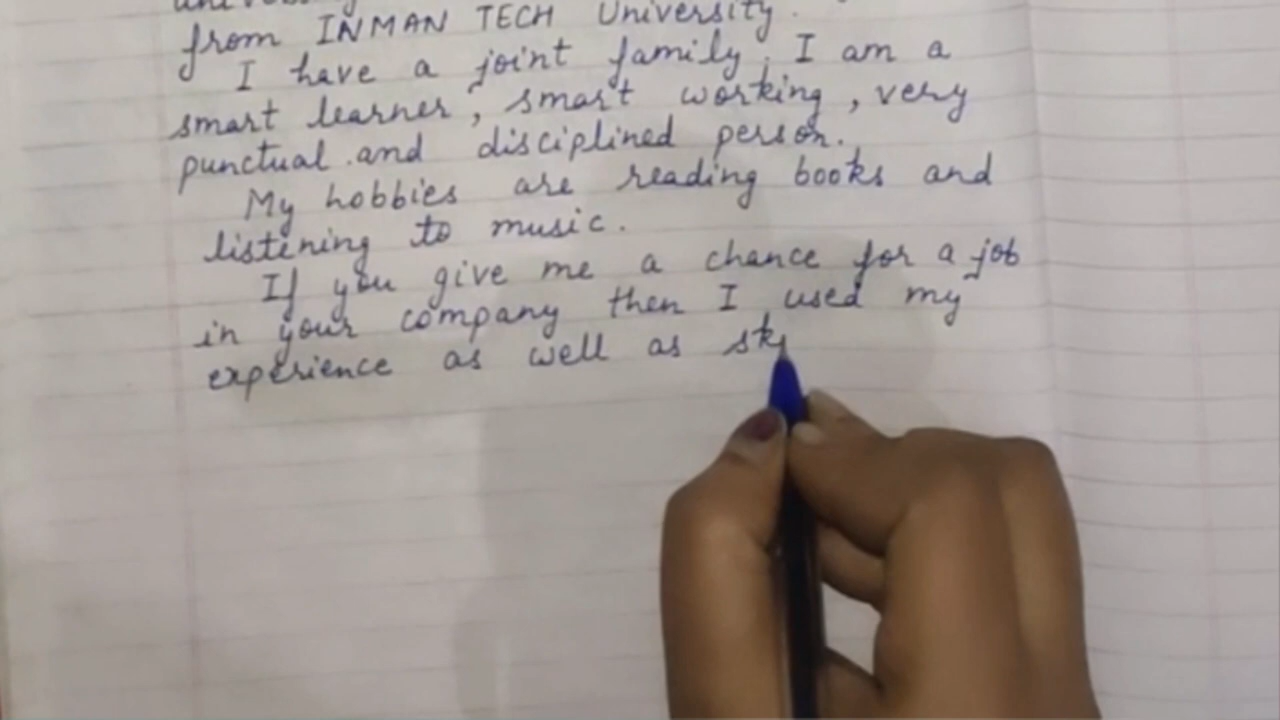 from INMAN TECH University.
I have a joint family. I am a
smart learner, smart working, very
punctual and disciplined person.
My hobbies are reading books and
listening to music.
If you give me a chance for a job
in your company then I used my
experience as well as sk